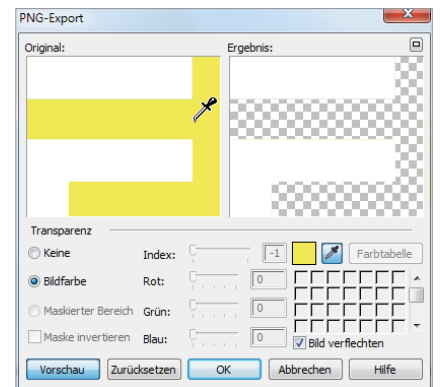 PNG-Export
Original: Ergebnis:
Transparenz
Keine Index: -1 Farbtabelle
Bildfarbe Rot: 0
Maskierter Bereich Grün: 0
Maske invertieren Blau: 0 Bild verflechten
Vorschau Zurücksetzen OK Abbrechen Hilfe